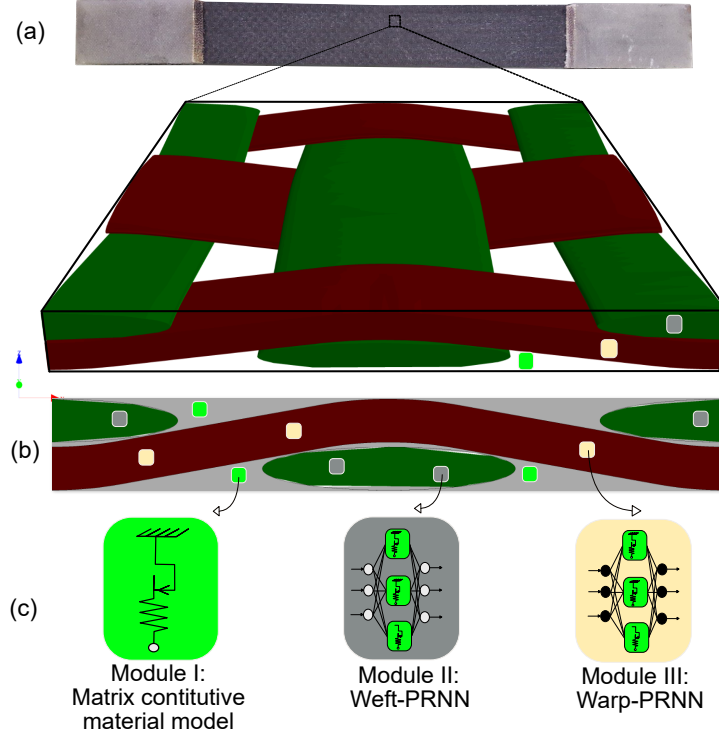 (a)
(b)
(c)
Module I:
Matrix contitutive
material model
Module II:
Weft-PRNN
Module III:
Warp-PRNN